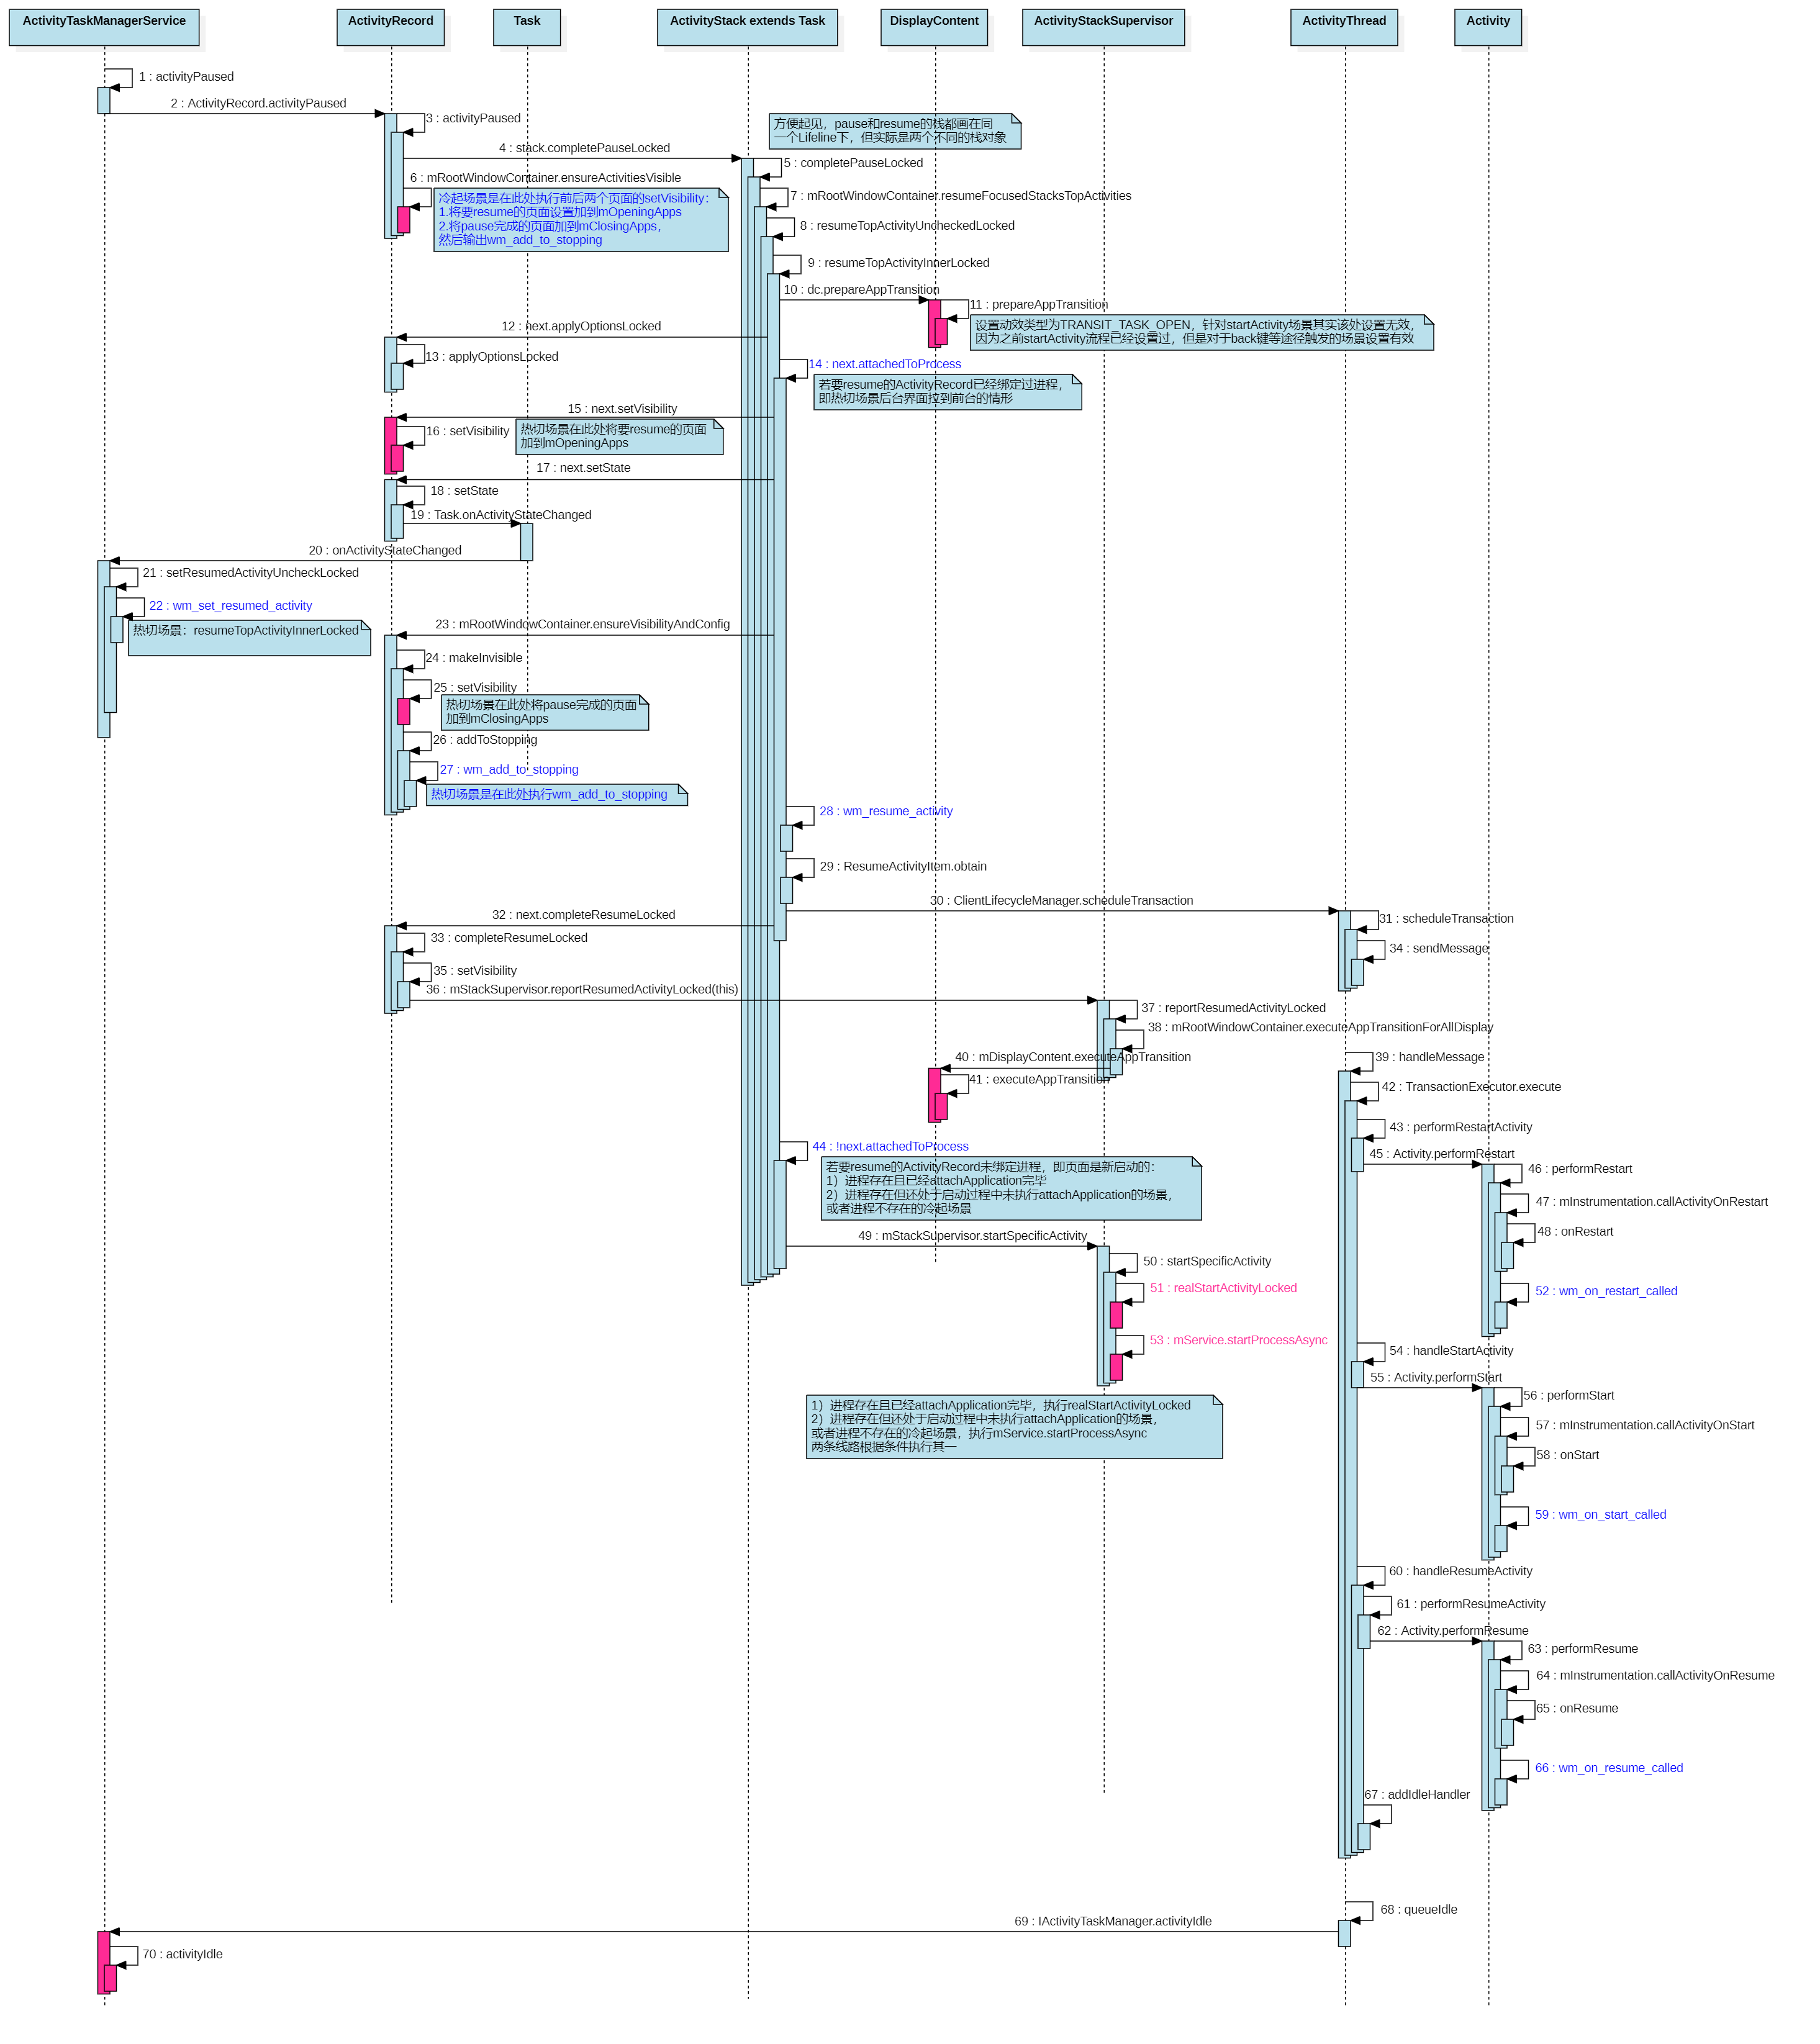 ActivityTaskManagerService
ActivityRecord
Task
ActivityStack extends Task
DisplayContent
ActivityStackSupervisor
ActivityThread
Activity
1 : activityPaused
2 : ActivityRecord.activityPaused
3 : activityPaused
方便起见，pause和resume的栈都画在同
一个Lifeline下，但实际是两个不同的栈对象
4 : stack.completePauseLocked
5 : completePauseLocked
6 : mRootWindowContainer.ensureActivitiesVisible
冷起场景是在此处执行前后两个页面的setVisibility：
1.将要resume的页面设置加到mOpeningApps
2.将pause完成的页面加到mClosingApps，
然后输出wm_add_to_stopping
7 : mRootWindowContainer.resumeFocusedStacksTopActivities
8 : resumeTopActivityUncheckedLocked
9 : resumeTopActivityInnerLocked
10 : dc.prepareAppTransition
11 : prepareAppTransition
设置动效类型为TRANSIT_TASK_OPEN，针对startActivity场景其实该处设置无效，
因为之前startActivity流程已经设置过，但是对于back键等途径触发的场景设置有效
12 : next.applyOptionsLocked
13 : applyOptionsLocked
14 : next.attachedToProcess
若要resume的ActivityRecord已经绑定过进程，
即热切场景后台界面拉到前台的情形
15 : next.setVisibility
16 : setVisibility
热切场景在此处将要resume的页面
加到mOpeningApps
17 : next.setState
18 : setState
19 : Task.onActivityStateChanged
20 : onActivityStateChanged
21 : setResumedActivityUncheckLocked
22 : wm_set_resumed_activity
热切场景：resumeTopActivityInnerLocked
23 : mRootWindowContainer.ensureVisibilityAndConfig
24 : makeInvisible
25 : setVisibility
热切场景在此处将pause完成的页面
加到mClosingApps
26 : addToStopping
27 : wm_add_to_stopping
热切场景是在此处执行wm_add_to_stopping
28 : wm_resume_activity
29 : ResumeActivityItem.obtain
30 : ClientLifecycleManager.scheduleTransaction
31 : scheduleTransaction
32 : next.completeResumeLocked
33 : completeResumeLocked
34 : sendMessage
35 : setVisibility
36 : mStackSupervisor.reportResumedActivityLocked(this)
37 : reportResumedActivityLocked
38 : mRootWindowContainer.executeAppTransitionForAllDisplay
39 : handleMessage
40 : mDisplayContent.executeAppTransition
41 : executeAppTransition
42 : TransactionExecutor.execute
43 : performRestartActivity
44 : !next.attachedToProcess
若要resume的ActivityRecord未绑定进程，即页面是新启动的：
1）进程存在且已经attachApplication完毕
2）进程存在但还处于启动过程中未执行attachApplication的场景，
或者进程不存在的冷起场景
45 : Activity.performRestart
46 : performRestart
47 : mInstrumentation.callActivityOnRestart
48 : onRestart
49 : mStackSupervisor.startSpecificActivity
50 : startSpecificActivity
51 : realStartActivityLocked
52 : wm_on_restart_called
53 : mService.startProcessAsync
54 : handleStartActivity
55 : Activity.performStart
56 : performStart
1）进程存在且已经attachApplication完毕，执行realStartActivityLocked
2）进程存在但还处于启动过程中未执行attachApplication的场景，
或者进程不存在的冷起场景，执行mService.startProcessAsync
两条线路根据条件执行其一
57 : mInstrumentation.callActivityOnStart
58 : onStart
59 : wm_on_start_called
60 : handleResumeActivity
61 : performResumeActivity
62 : Activity.performResume
63 : performResume
64 : mInstrumentation.callActivityOnResume
65 : onResume
66 : wm_on_resume_called
67 : addIdleHandler
68 : queueIdle
69 : IActivityTaskManager.activityIdle
70 : activityIdle